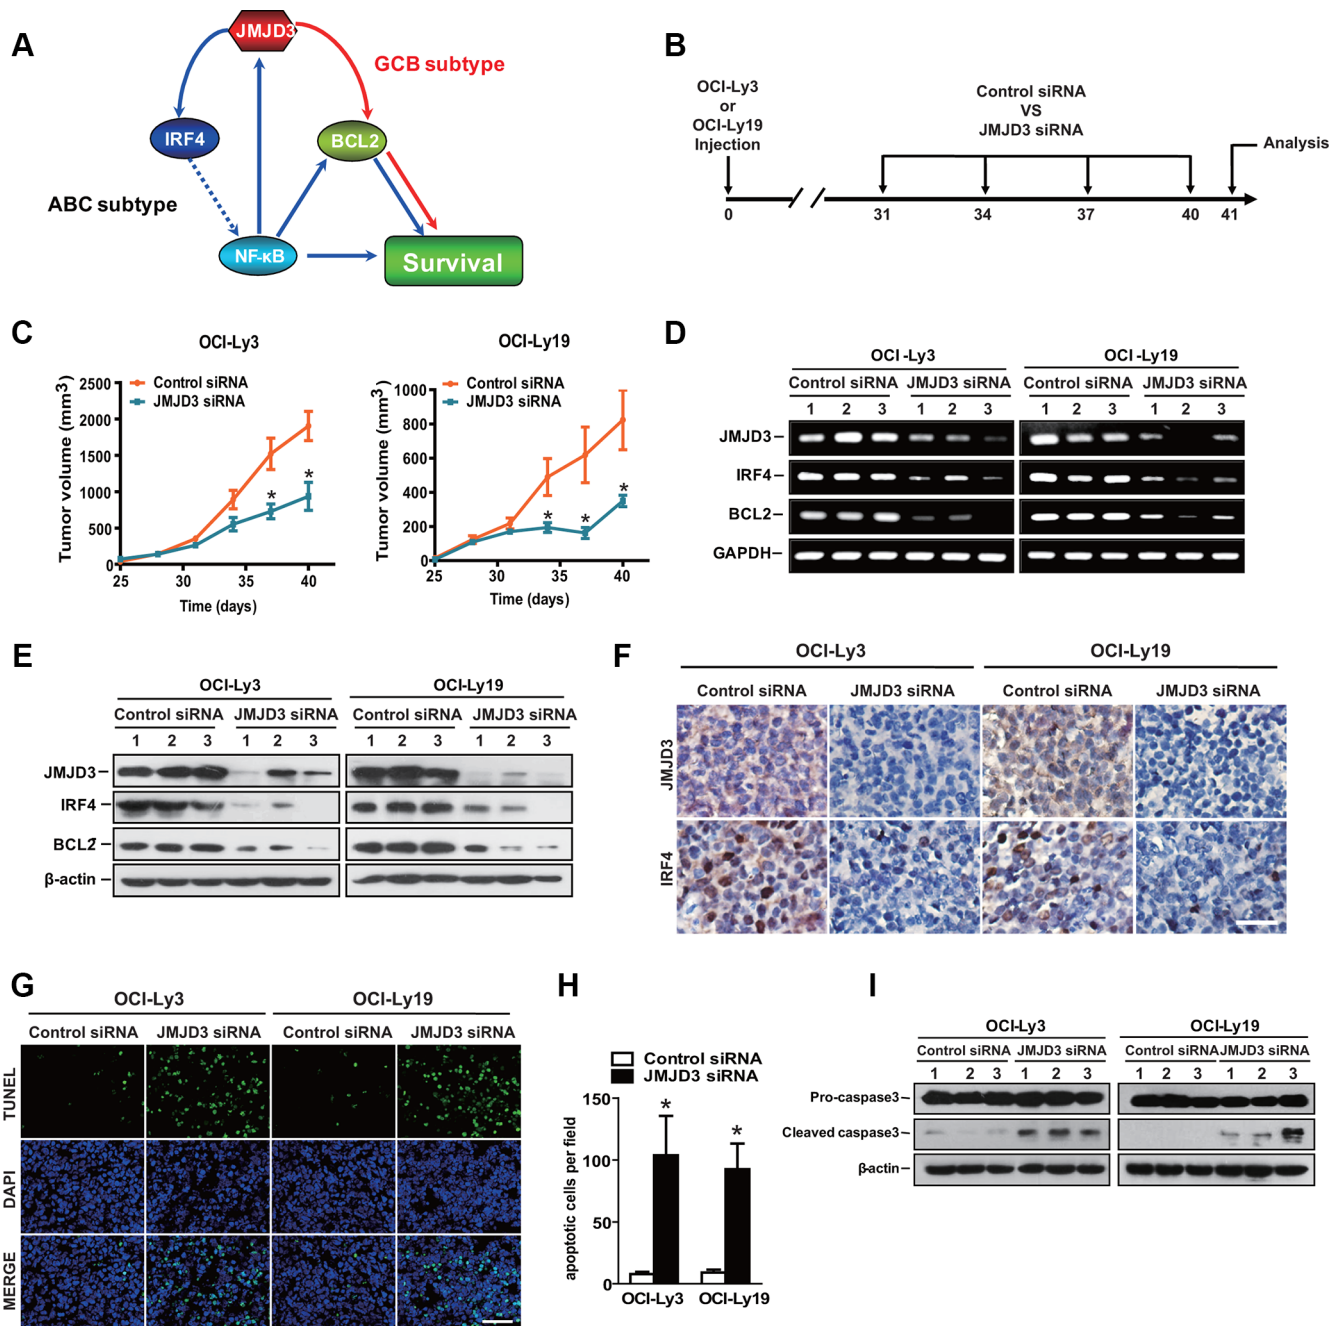 A
JMJD3
GCB subtype
IRF4
BCL2
ABC subtype
NF-κB
Survival
B
OCI-Ly3
or
OCI-Ly19
Injection
Control siRNA
VS
JMJD3 siRNA
Analysis
0
31
34
37
40
41
C
OCI-Ly3
Control siRNA
JMJD3 siRNA
Tumor volume (mm3)
2500
2000
1500
1000
500
0
* *
25
30
35
40
Time (days)
OCI-Ly19
Control siRNA
JMJD3 siRNA
Tumor volume (mm3)
1000
800
600
400
200
0
* * *
25
30
35
40
Time (days)
D
OCI-Ly3
OCI-Ly19
Control siRNA JMJD3 siRNA
Control siRNA JMJD3 siRNA
1 2 3 1 2 3
1 2 3 1 2 3
JMJD3
IRF4
BCL2
GAPDH
E
OCI-Ly3
OCI-Ly19
Control siRNA JMJD3 siRNA
Control siRNA JMJD3 siRNA
1 2 3 1 2 3
1 2 3 1 2 3
JMJD3
IRF4
BCL2
β-actin
F
OCI-Ly3
OCI-Ly19
Control siRNA
JMJD3 siRNA
Control siRNA
JMJD3 siRNA
JMJD3
IRF4
G
OCI-Ly3
OCI-Ly19
Control siRNA
JMJD3 siRNA
Control siRNA
JMJD3 siRNA
TUNEL
DAPI
MERGE
H
Control siRNA
JMJD3 siRNA
apoptotic cells per field
150
100
50
0
* *
OCI-Ly3
OCI-Ly19
I
OCI-Ly3
OCI-Ly19
Control siRNA JMJD3 siRNA
Control siRNA JMJD3 siRNA
1 2 3 1 2 3
1 2 3 1 2 3
Pro-caspase3
Cleaved caspase3
β-actin